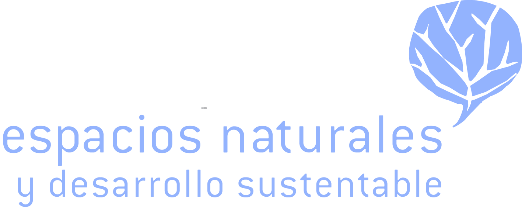 espacios naturales
y desarrollo sustentable